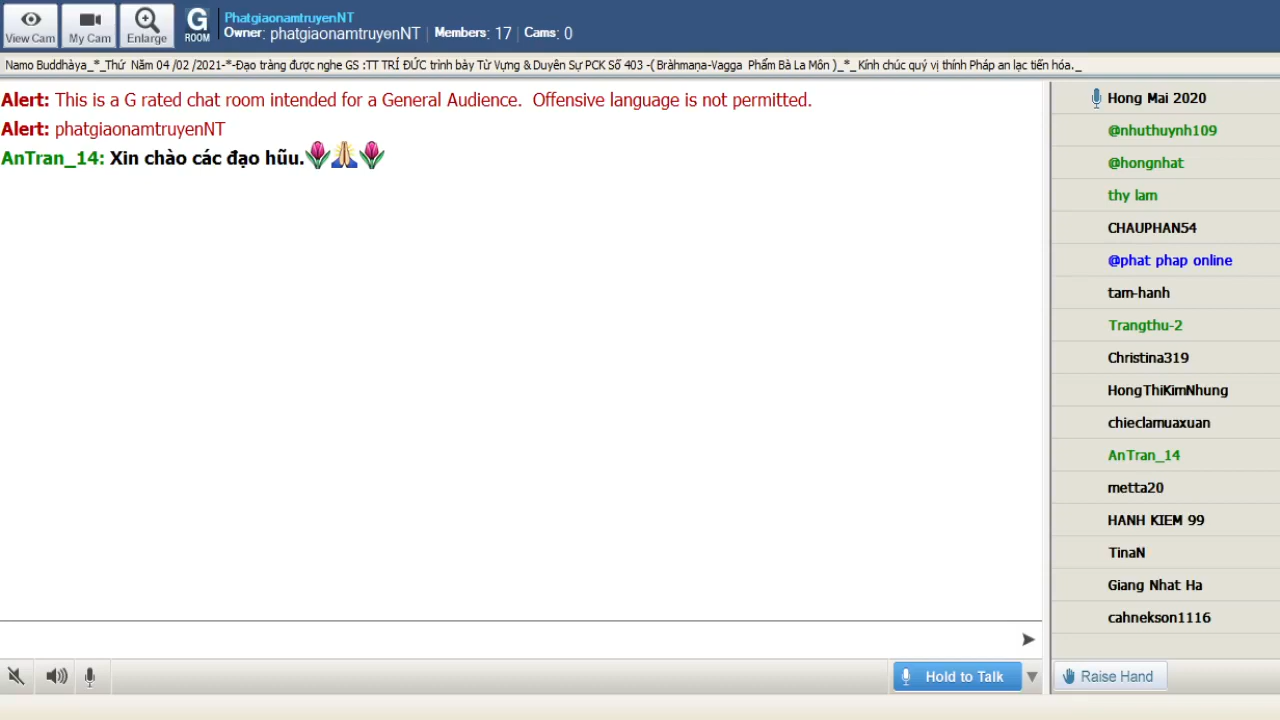 View Cam
My Cam
Enlarge
G
ROOM
PhatgiaonamtruyenNT
Owner: phatgiaonamtruyenNT | Members: 17 | Cams: 0
Namo Buddhàya_*_Thứ Năm 04 /02 /2021-*-Đạo tràng được nghe GS :TT TRÍ ĐỨC trình bày Từ Vựng & Duyên Sự PCK Số 403 -( Bràhmaṇa-Vagga Phẩm Bà La Môn )_*_ Kính chúc quý vị thính Pháp an lạc tiến hóa._
Alert: This is a G rated chat room intended for a General Audience. Offensive language is not permitted.
Alert: phatgiaonamtruyenNT
AnTran_14: Xin chào các đạo hữu.🌷🙏🌷
Hong Mai 2020
@nhuthuynh109
@hongnhat
thy lam
CHAUPHAN54
@phat phap online
tam-hanh
Trangthu-2
Christina319
HongThiKimNhung
chieclamuaxuan
AnTran_14
metta20
HANH KIEM 99
TinaN
Giang Nhat Ha
cahnekson1116
Hold to Talk
Raise Hand